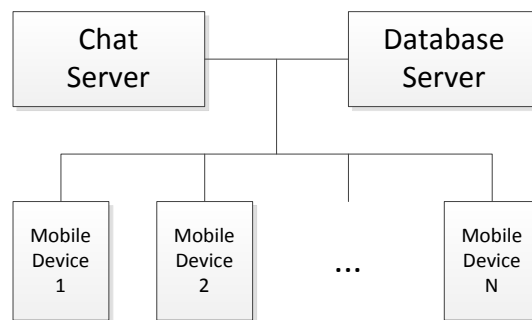 Chat
Server
Database
Server
Mobile
Device
1
Mobile
Device
2
...
Mobile
Device
N